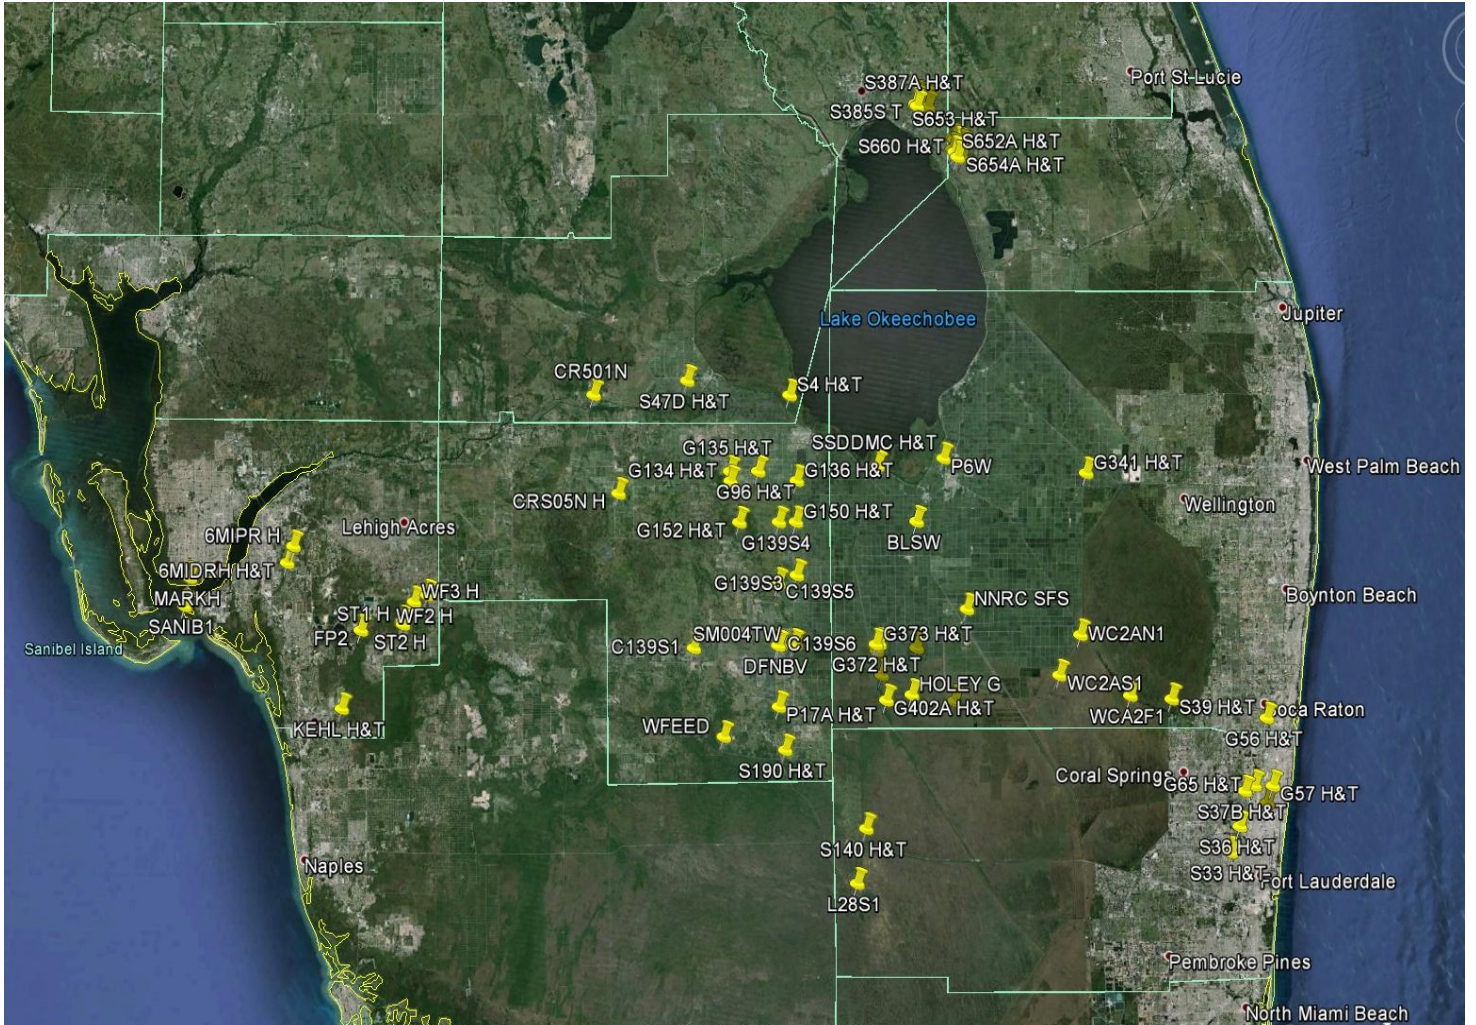 S387A H&T
Port St Lucie
S385S T
S653 H&T
S652A H&T
S660 H&T
S654A H&T
Jupiter
Lake Okeechobee
CR501N
S47D H&T
S4 H&T
SSDDMC H&T
G135 H&T
G134 H&T
G136 H&T
P6W
G341 H&T
West Palm Beach
G96 H&T
CRS05N H
Wellington
G150 H&T
Lehigh Acres
G152 H&T
G139S4
BLSW
6MIPR H
6MIDRH H&T
G139S3
C139S5
WF3 H
MARKH
NNRC SFS
Boynton Beach
ST1 H
WF2 H
SANIB1
FP2
ST2 H
SM004TW
C139S6
G373 H&T
WC2AN1
C139S1
Sanibel Island
DFNBV
G372 H&T
HOLEY G
WC2AS1
KEHL H&T
P17A H&T
G402A H&T
WCA2F1
S39 H&T
oca Raton
WFEED
G56 H&T
S190 H&T
Coral Springs
G65 H&T
G57 H&T
S37B H&T
S140 H&T
S36 H&T
Naples
S33 H&T
Fort Lauderdale
L28S1
Pembroke Pines
North Miami Beach